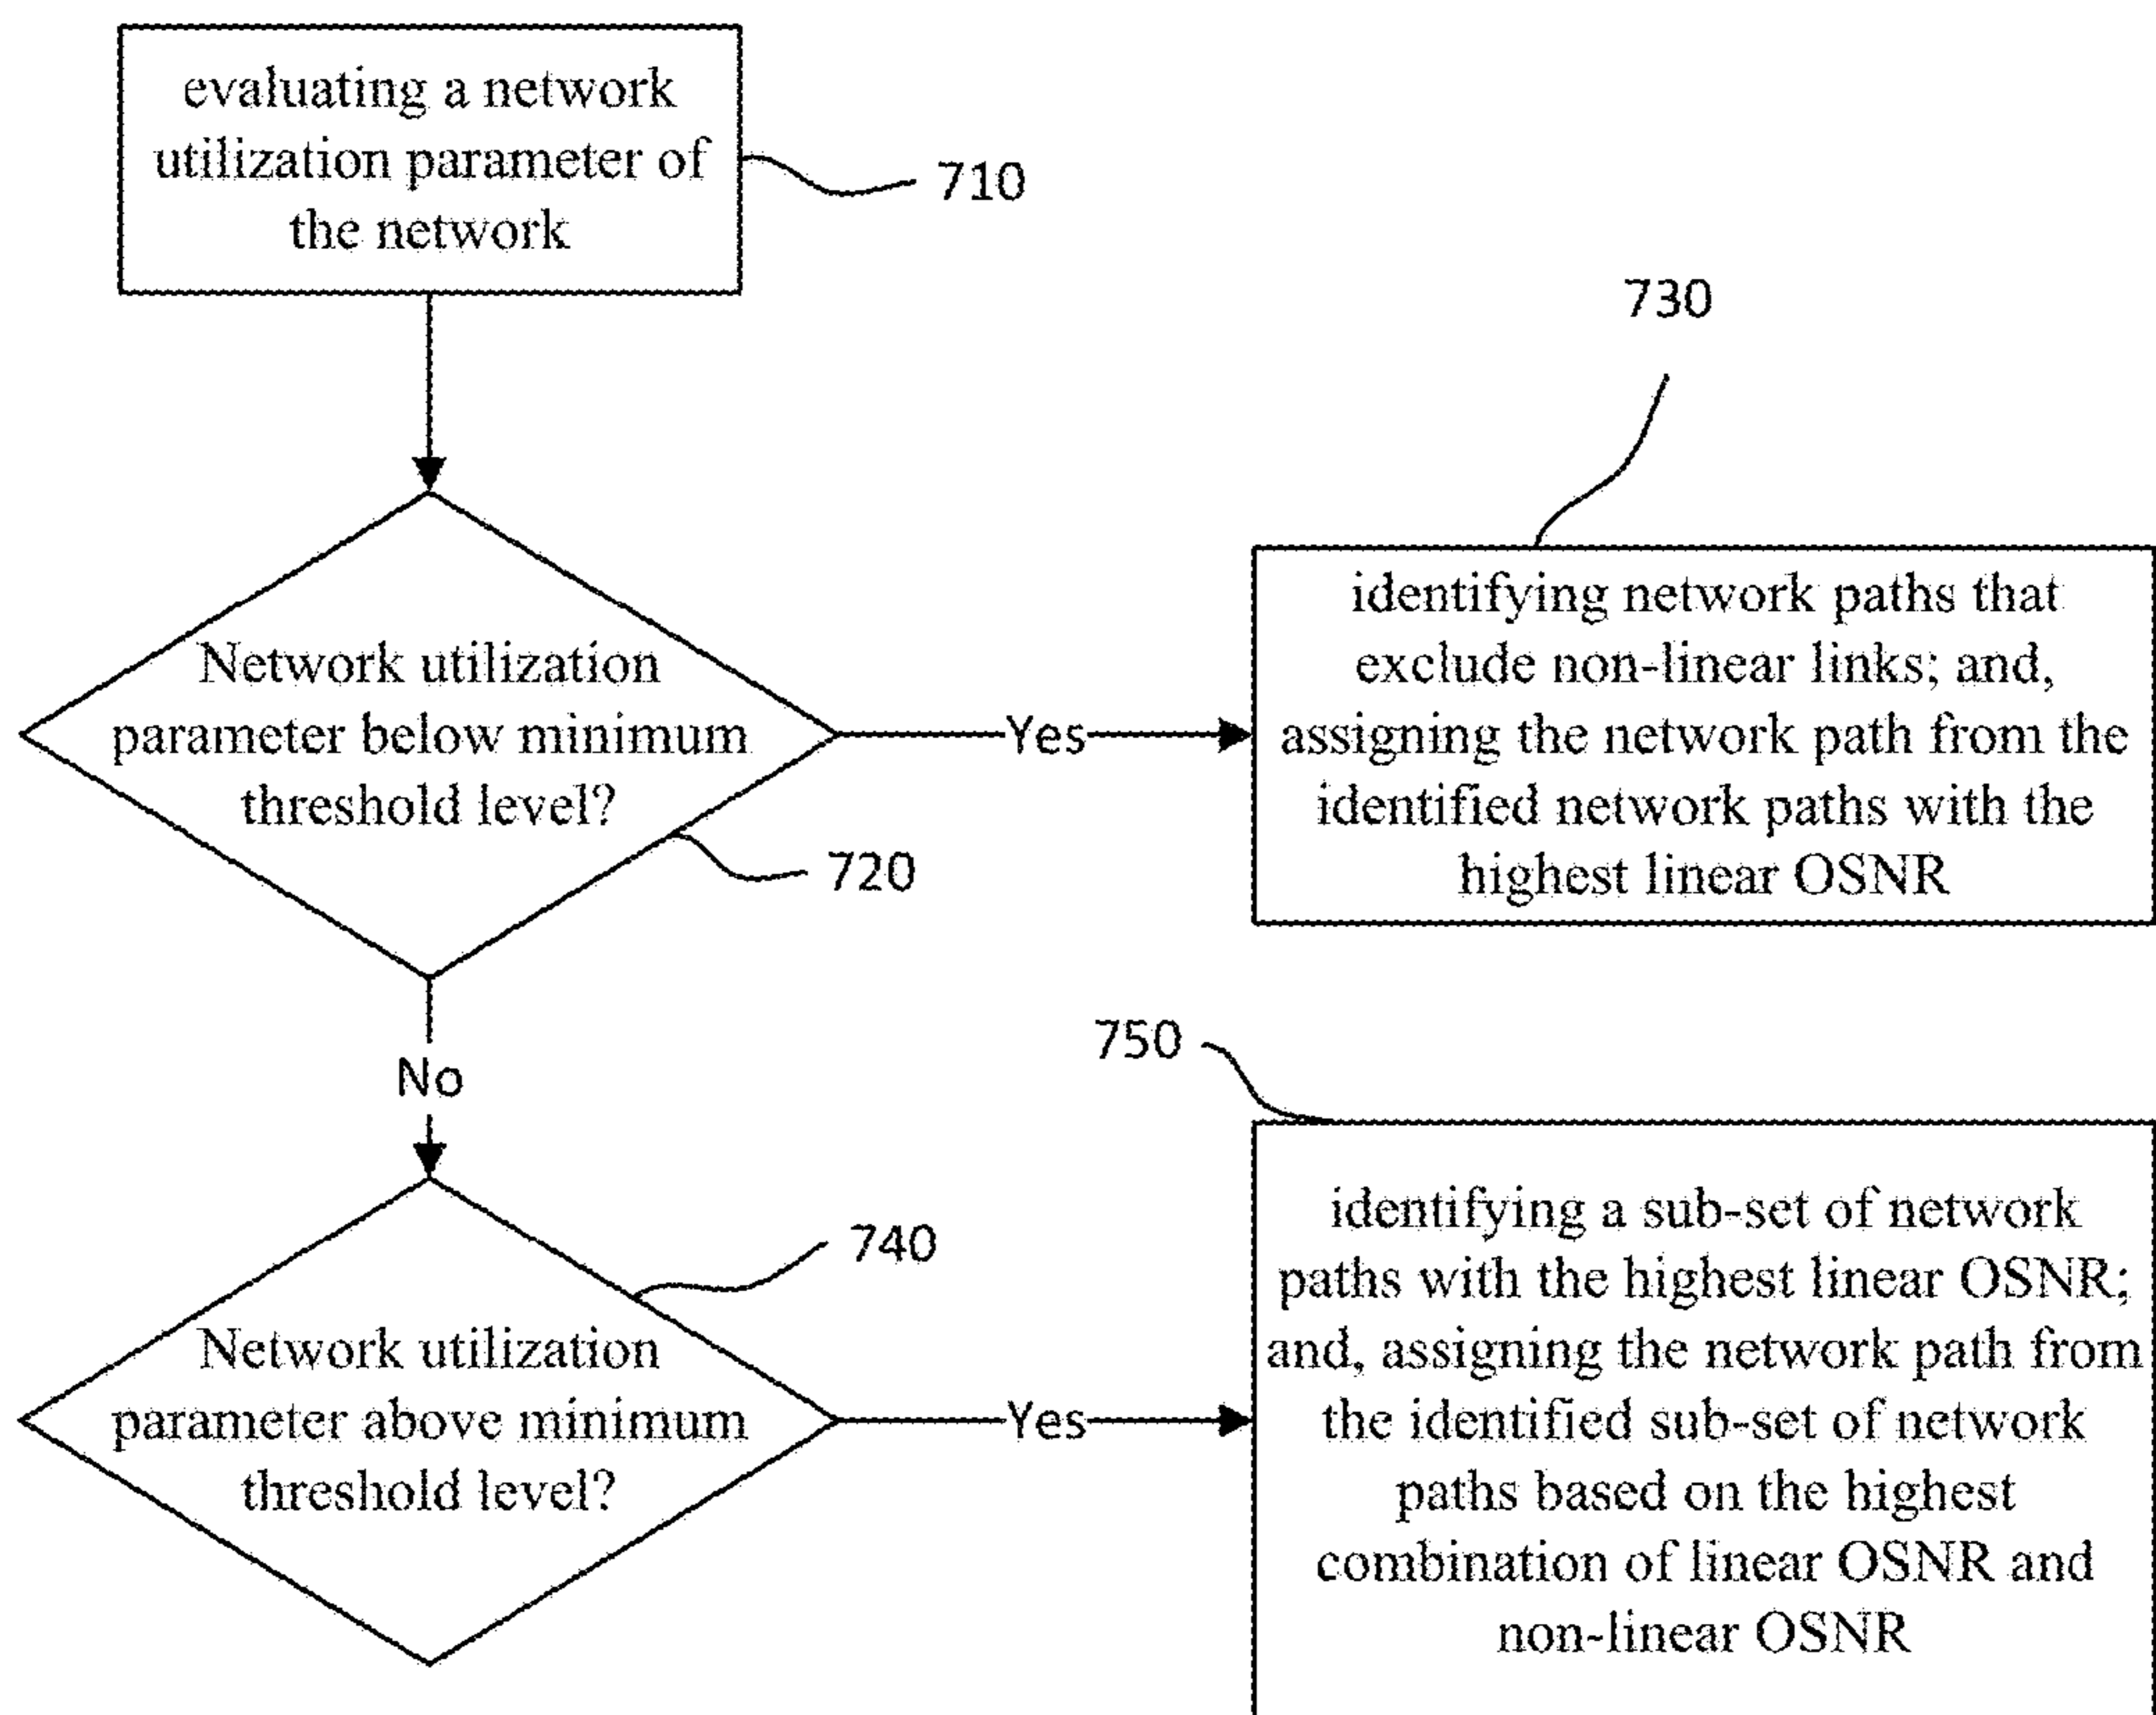 evaluating a network
utilization parameter of
the network
710
730
Network utilization
parameter below minimum
threshold level?
720
Yes
identifying network paths that
exclude non-linear links; and,
assigning the network path from the
identified network paths with the
highest linear OSNR
No
750
740
Network utilization
parameter above minimum
threshold level?
Yes
identifying a sub-set of network
paths with the highest linear OSNR;
and, assigning the network path from
the identified sub-set of network
paths based on the highest
combination of linear OSNR and
non-linear OSNR